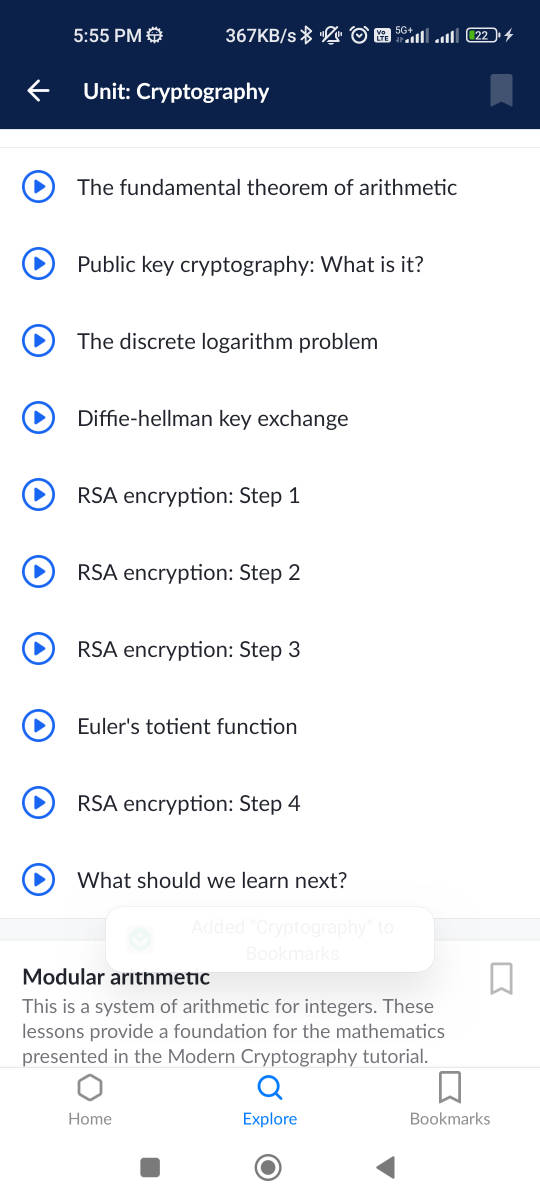 5:55 PM 367KB/s Vo LTE 5G+ 22
Unit: Cryptography
The fundamental theorem of arithmetic
Public key cryptography: What is it?
The discrete logarithm problem
Diffie-hellman key exchange
RSA encryption: Step 1
RSA encryption: Step 2
RSA encryption: Step 3
Euler's totient function
RSA encryption: Step 4
What should we learn next?
Added "Cryptography" to
Bookmarks
Modular arithmetic
This is a system of arithmetic for integers. These
lessons provide a foundation for the mathematics
presented in the Modern Cryptography tutorial.
Home Explore Bookmarks